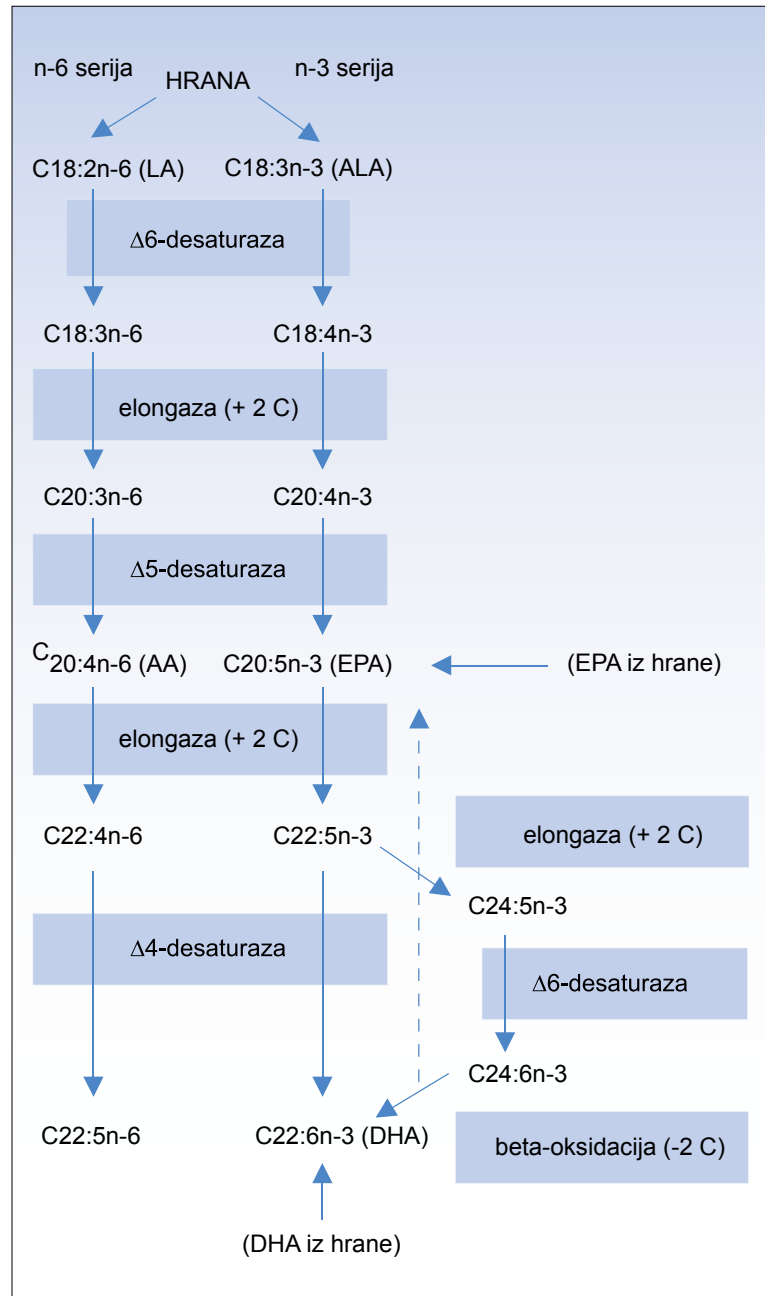 n-6 serija
HRANA
n-3 serija
C18:2n-6 (LA)
C18:3n-3 (ALA)
Δ6-desaturaza
C18:3n-6
C18:4n-3
elongaza (+ 2 C)
C20:3n-6
C20:4n-3
Δ5-desaturaza
C20:4n-6 (AA)
C20:5n-3 (EPA)
(EPA iz hrane)
elongaza (+ 2 C)
C22:4n-6
C22:5n-3
elongaza (+ 2 C)
C24:5n-3
Δ4-desaturaza
Δ6-desaturaza
C24:6n-3
C22:5n-6
C22:6n-3 (DHA)
beta-oksidacija (-2 C)
(DHA iz hrane)